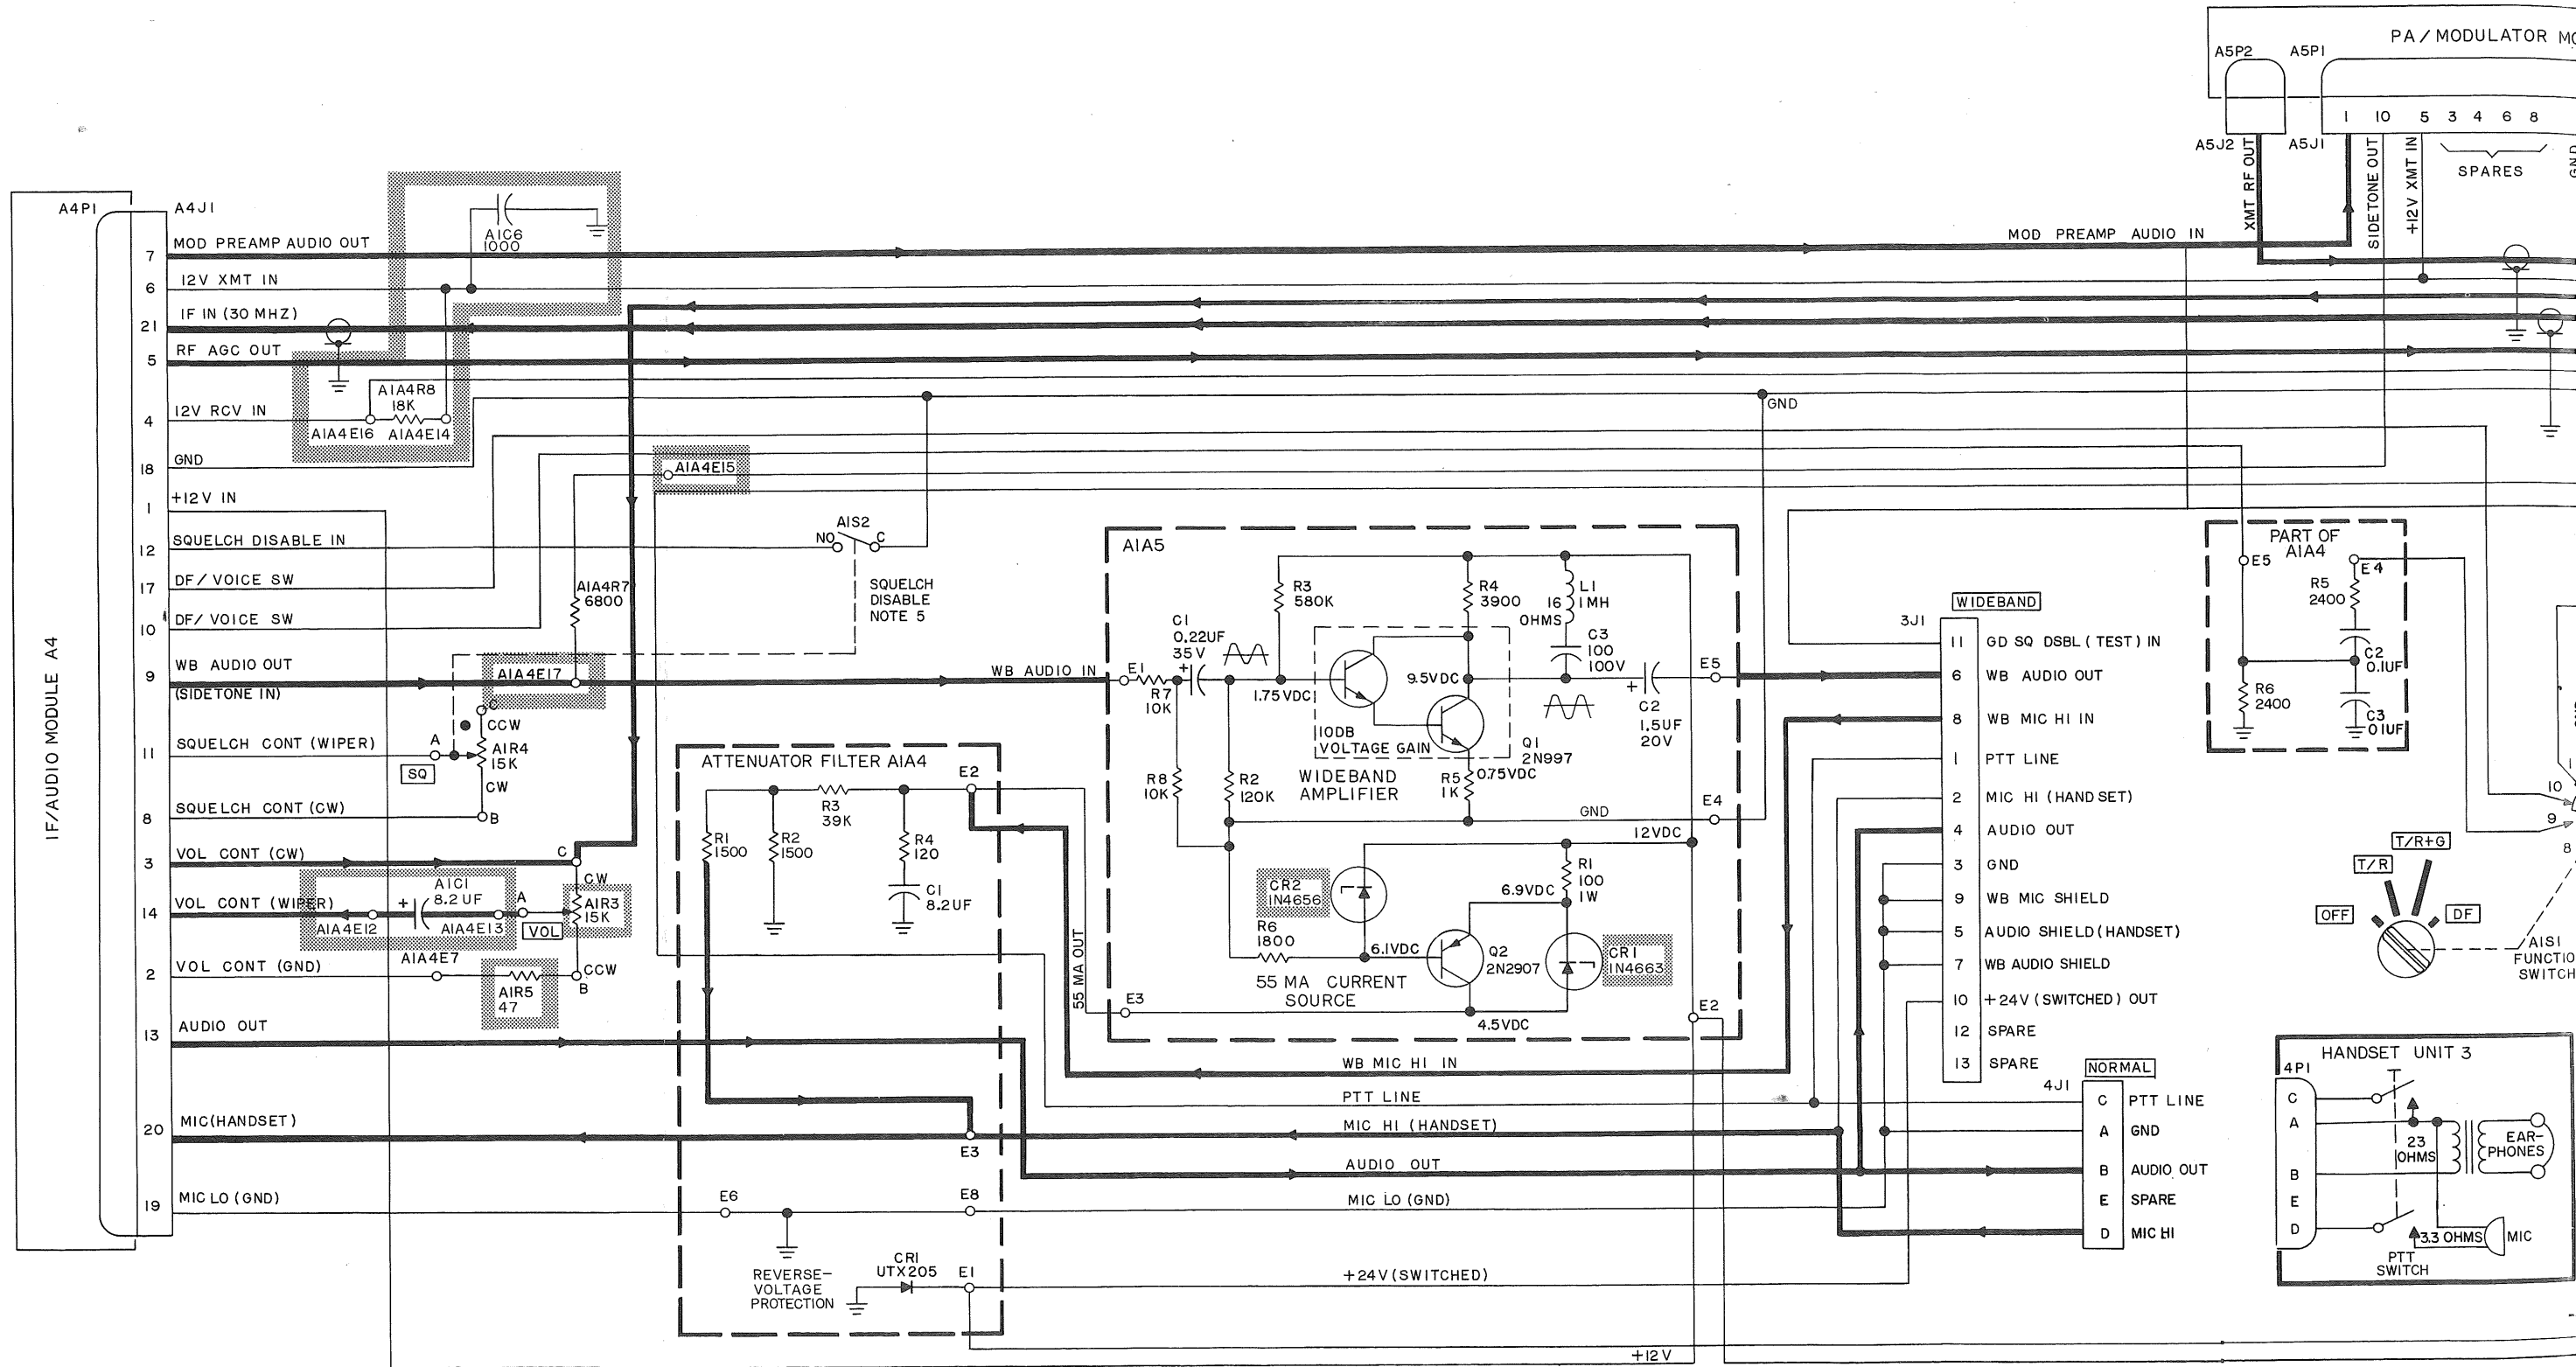 PA/MODULATOR
A5P2
A5P1
1 10 5 3 4 6 8
A5J2
A5J1
XMT RF OUT
SIDETONE OUT
+12V XMT IN
SPARES
GND
A4P1
A4J1
A1C6
1000
7 MOD PREAMP AUDIO OUT
MOD PREAMP AUDIO IN
6 12V XMT IN
21 IF IN (30 MHZ)
5 RF AGC OUT
A1A4R8
18K
4 12V RCV IN
A1A4E16 A1A4E14
GND
18 GND
A1A4E15
1 +12V IN
12 SQUELCH DISABLE IN
A1S2
NO C
SQUELCH
DISABLE
NOTE 5
17 DF/VOICE SW
10 DF/VOICE SW
A1A4R7
6800
9 WB AUDIO OUT
(SIDETONE IN)
A1A4E17
WB AUDIO IN
C
CCW
11 SQUELCH CONT (WIPER)
A
SQ
A1R4
15K
CW
8 SQUELCH CONT (CW)
B
3 VOL CONT (CW)
C
CW
14 VOL CONT (WIPER)
A1C1
+ 8.2 UF
A1A4E12
A1A4E13
A
VOL
A1R3
15K
A1A4E7
2 VOL CONT (GND)
CCW
B
A1R5
47
13 AUDIO OUT
20 MIC(HANDSET)
19 MIC LO (GND)
IF/AUDIO MODULE A4
ATTENUATOR FILTER A1A4
E2
R3
39K
R1
1500
R2
1500
R4
120
C1
8.2UF
E3
E6
E8
REVERSE-
VOLTAGE
PROTECTION
CR1
UTX205
E1
55 MA OUT
A1A5
E1
R7
10K
C1
0.22UF
35V
+
R3
580K
R4
3900
L1
1MH
16
OHMS
C3
100
100V
1.75VDC
9.5VDC
10DB
VOLTAGE GAIN
Q1
2N997
+
C2
1.5UF
20V
E5
WIDEBAND
AMPLIFIER
R8
10K
R2
120K
R5
1K
0.75VDC
GND
E4
12VDC
CR2
1N4656
R1
100
1W
6.9VDC
R6
1800
6.1VDC
Q2
2N2907
CR1
1N4663
55 MA CURRENT
SOURCE
E3
4.5VDC
E2
WB MIC HI IN
PTT LINE
MIC HI (HANDSET)
AUDIO OUT
MIC LO (GND)
+24V (SWITCHED)
+12V
WIDEBAND
3J1
11 GD SQ DSBL (TEST) IN
6 WB AUDIO OUT
8 WB MIC HI IN
1 PTT LINE
2 MIC HI (HAND SET)
4 AUDIO OUT
3 GND
9 WB MIC SHIELD
5 AUDIO SHIELD (HANDSET)
7 WB AUDIO SHIELD
10 +24V (SWITCHED) OUT
12 SPARE
13 SPARE
NORMAL
4J1
C PTT LINE
A GND
B AUDIO OUT
E SPARE
D MIC HI
PART OF
A1A4
E5
E4
R5
2400
C2
0.1UF
R6
2400
C3
0.1UF
10
9
8
T/R+G
T/R
OFF
DF
A1S1
SWITCH
HANDSET UNIT 3
4P1
C
A
B
E
D
23
OHMS
EAR-
PHONES
3.3 OHMS
MIC
PTT
SWITCH